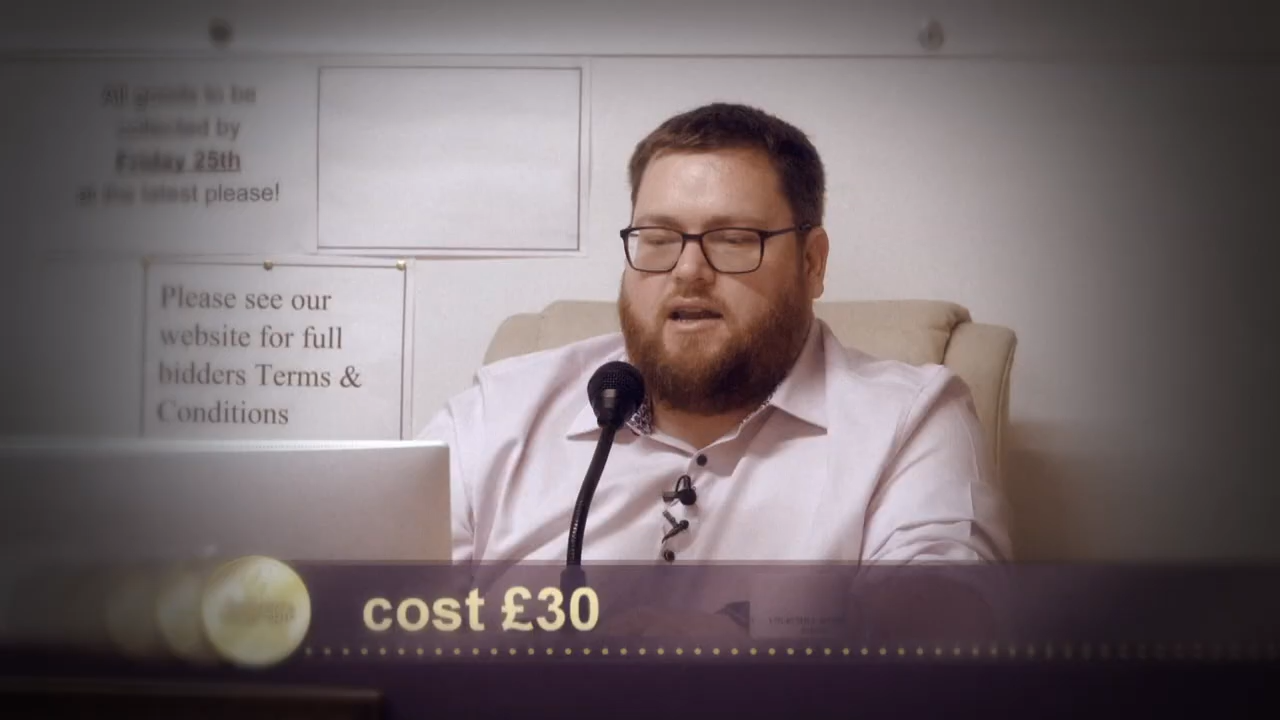 All goods to be
collected by
Friday 25th
at the latest please!
Please see our
website for full
bidders Terms &
Conditions
cost £30